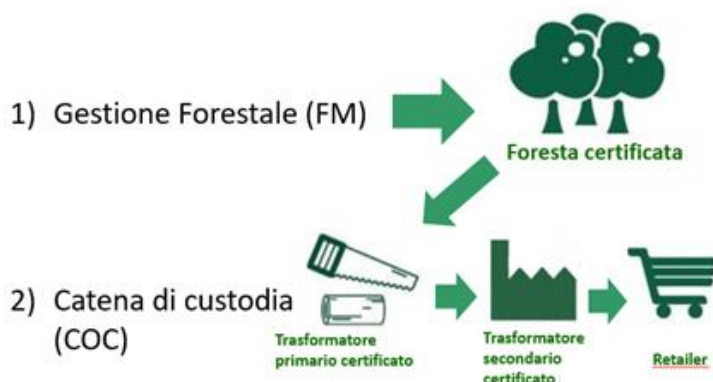 1) Gestione Forestale (FM)
Foresta certificata
2) Catena di custodia
(COC)
Trasformatore
primario certificato
Trasformatore
secondario
certificato
Retailer